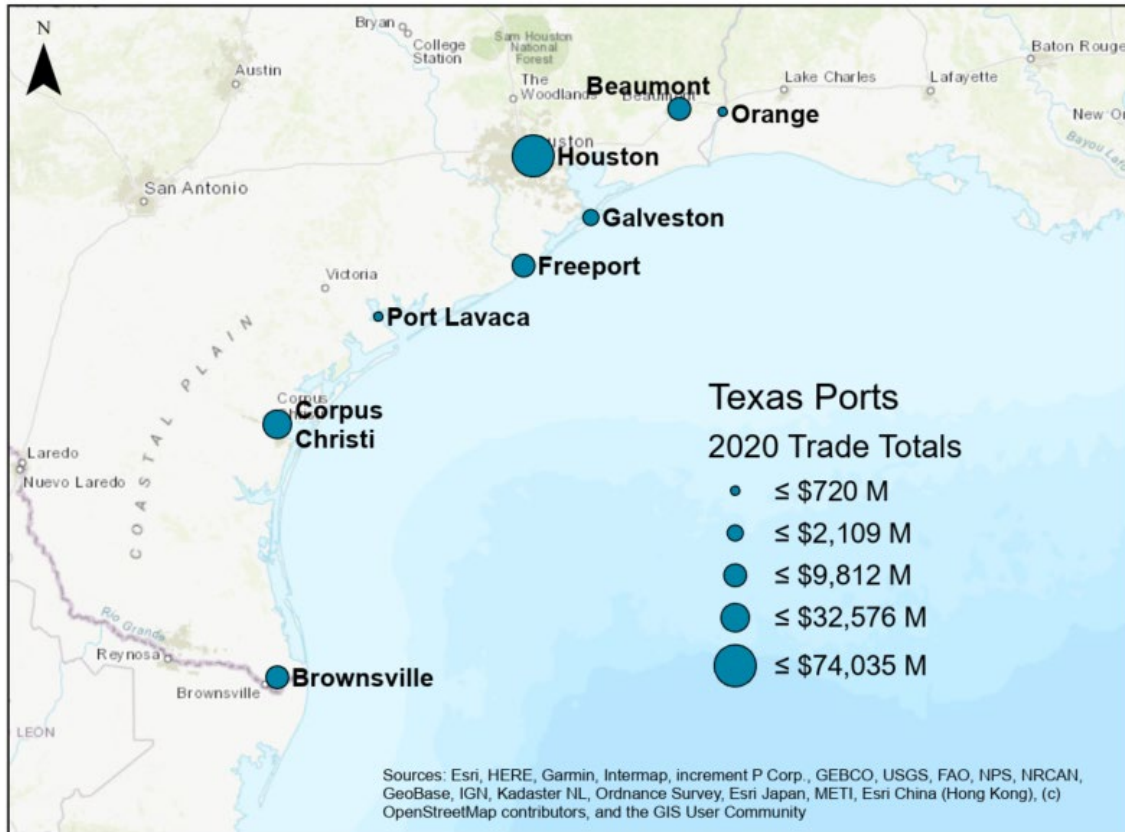 N
Bryan
College
Station
Sam Houston
National
Forest
The
Woodlands
Austin
Baton Rouge
Lake Charles
Lafayette
Beaumont
Orange
New Or
Bayou Laf
Houston
San Antonio
Galveston
Freeport
Victoria
Port Lavaca
COASTAL PLAIN
Corpus
Christi
Laredo
Nuevo Laredo
Texas Ports
2020 Trade Totals
≤ $720 M
≤ $2,109 M
≤ $9,812 M
≤ $32,576 M
≤ $74,035 M
Rio Grande
Reynosa
Brownsville
Brownsville
LEON
Sources: Esri, HERE, Garmin, Intermap, increment P Corp., GEBCO, USGS, FAO, NPS, NRCAN,
GeoBase, IGN, Kadaster NL, Ordnance Survey, Esri Japan, METI, Esri China (Hong Kong), (c)
OpenStreetMap contributors, and the GIS User Community